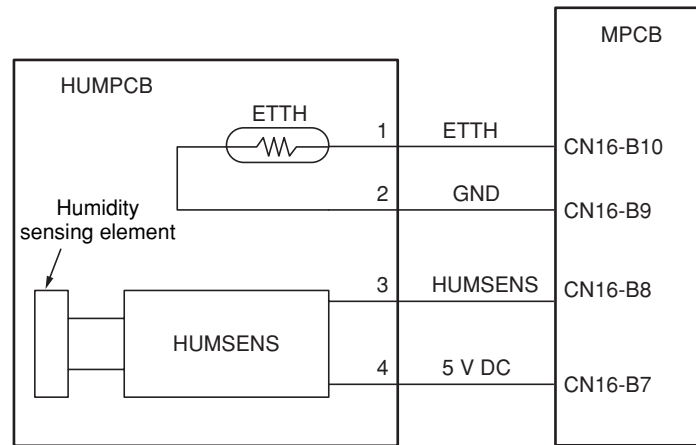 MPCB
HUMPCB
ETTH
1
ETTH
CN16-B10
2
GND
CN16-B9
Humidity
sensing element
3
HUMSENS
CN16-B8
HUMSENS
4
5 V DC
CN16-B7